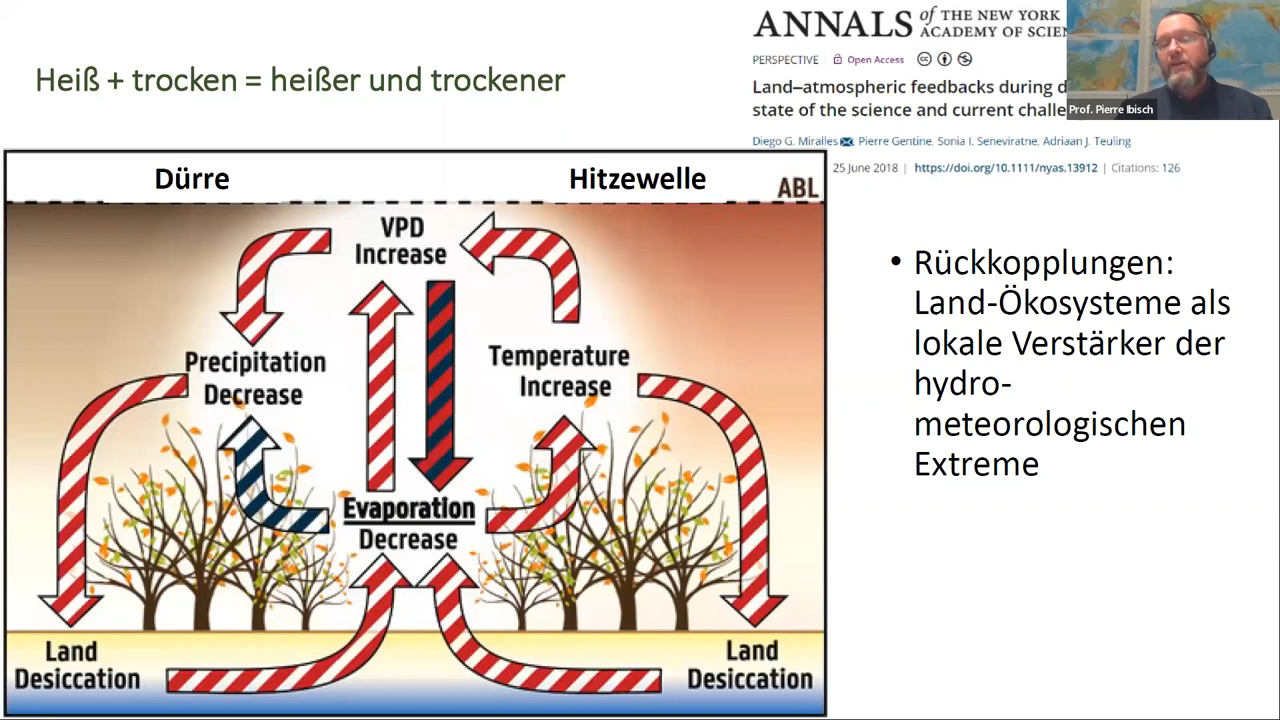 Heiß + trocken = heißer und trockener
ANNALS of THE NEW YORK
ACADEMY OF SCIEN
PERSPECTIVE Open Access
Land–atmospheric feedbacks during d
state of the science and current challe
Diego G. Miralles, Pierre Gentine, Sonia I. Seneviratne, Adriaan J. Teuling
25 June 2018 | https://doi.org/10.1111/nyas.13912 | Citations: 126
Prof. Pierre Ibisch
Dürre
Hitzewelle
ABL
VPD
Increase
Precipitation
Decrease
Temperature
Increase
Evaporation
Decrease
Land
Desiccation
Land
Desiccation
• Rückkopplungen:
Land-Ökosysteme als
lokale Verstärker der
hydro-
meteorologischen
Extreme